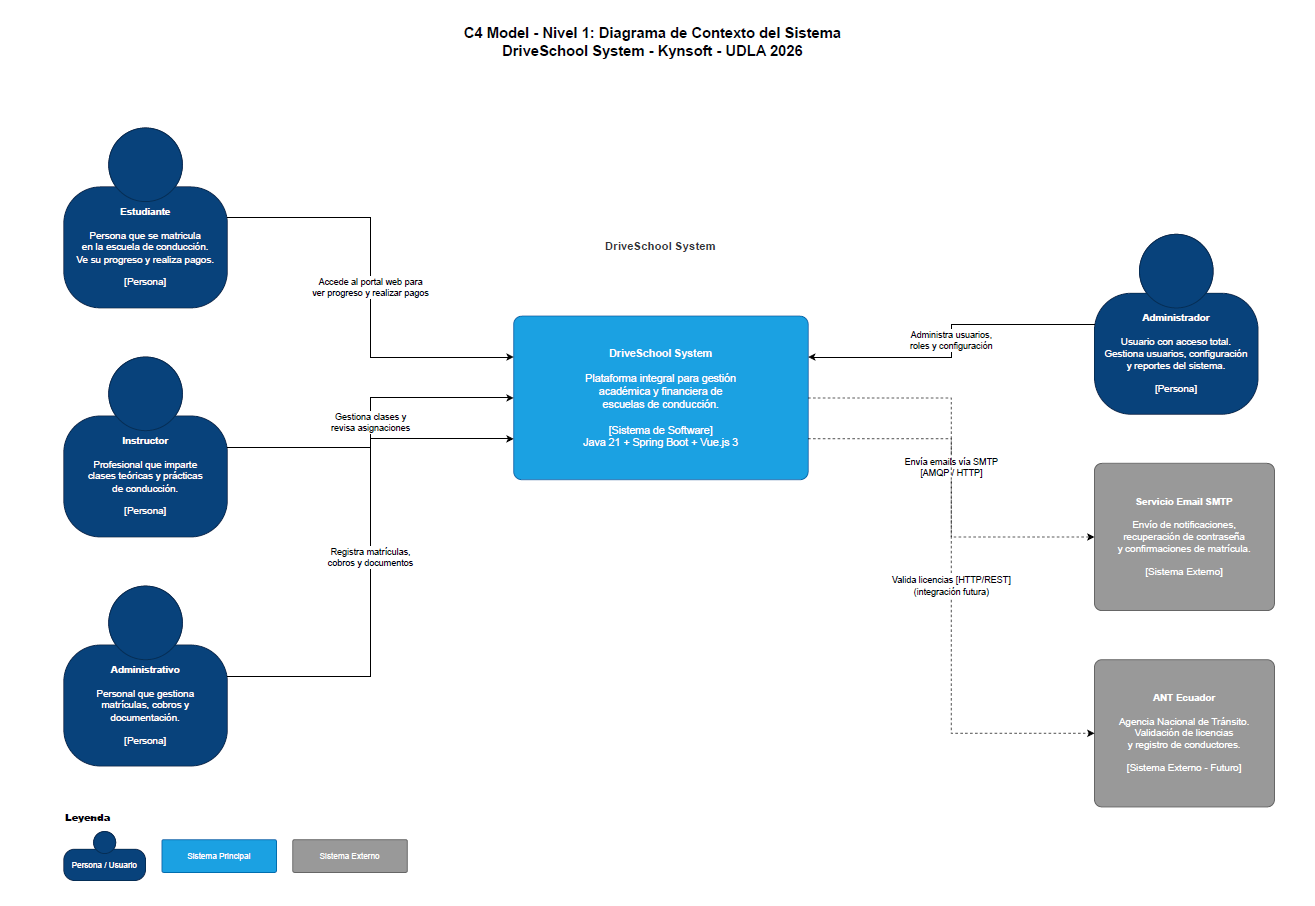 C4 Model - Nivel 1: Diagrama de Contexto del Sistema
DriveSchool System - Kynsoft - UDLA 2026
Estudiante
Persona que se matricula
en la escuela de conducción.
Ve su progreso y realiza pagos.
[Persona]
Accede al portal web para
ver progreso y realizar pagos
DriveSchool System
DriveSchool System
Plataforma integral para gestión
académica y financiera de
escuelas de conducción.
[Sistema de Software]
Java 21 + Spring Boot + Vue.js 3
Administra usuarios,
roles y configuración
Administrador
Usuario con acceso total.
Gestiona usuarios, configuración
y reportes del sistema.
[Persona]
Instructor
Profesional que imparte
clases teóricas y prácticas
de conducción.
[Persona]
Gestiona clases y
revisa asignaciones
Envía emails vía SMTP
[AMQP / HTTP]
Servicio Email SMTP
Envío de notificaciones,
recuperación de contraseña
y confirmaciones de matrícula.
[Sistema Externo]
Registra matrículas,
cobros y documentos
Valida licencias [HTTP/REST]
(integración futura)
Administrativo
Personal que gestiona
matrículas, cobros y
documentación.
[Persona]
ANT Ecuador
Agencia Nacional de Tránsito.
Validación de licencias
y registro de conductores.
[Sistema Externo - Futuro]
Leyenda
Persona / Usuario
Sistema Principal
Sistema Externo